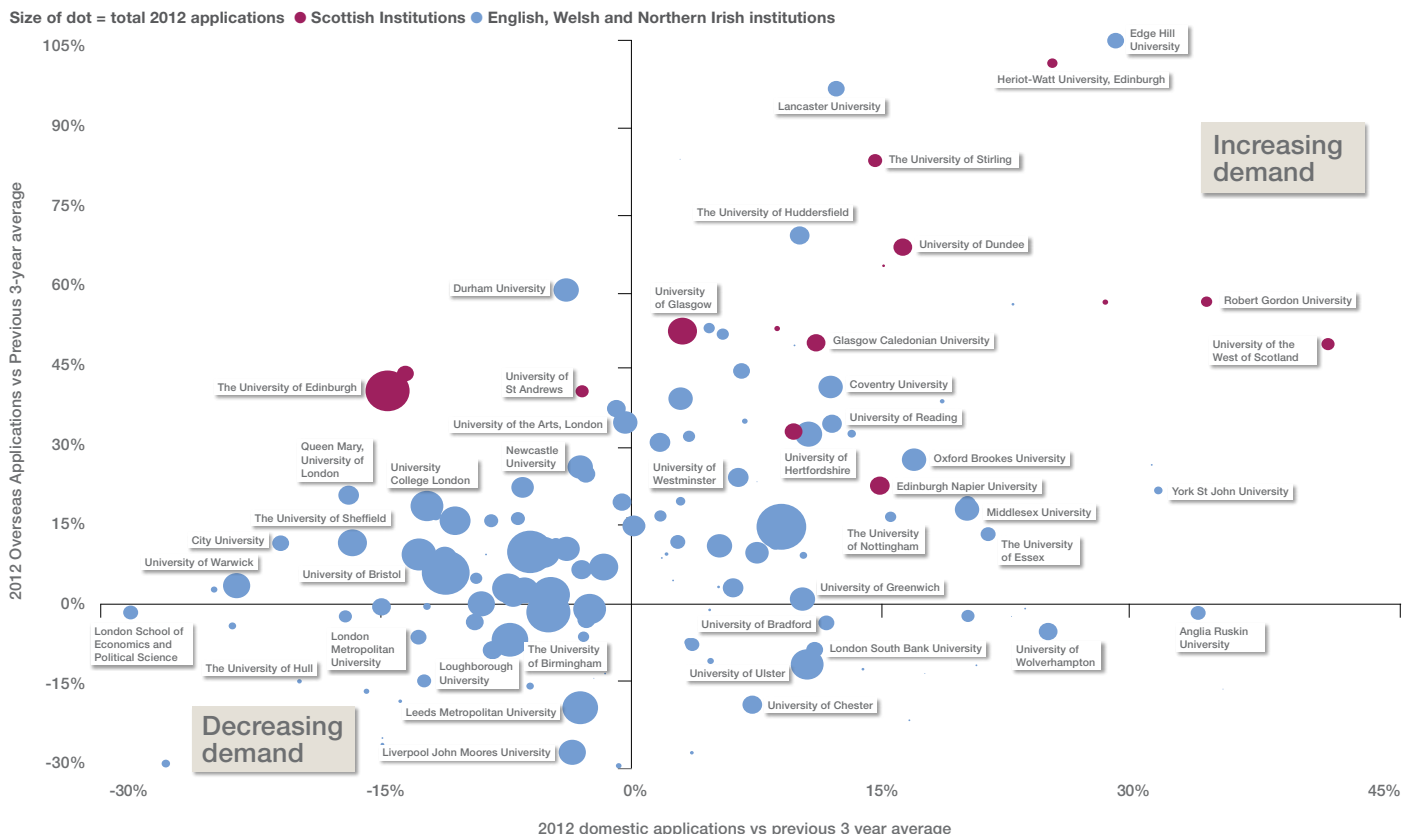 Size of dot = total 2012 applications Scottish Institutions English, Welsh and Northern Irish institutions
105%
90%
75%
60%
45%
30%
15%
0%
-15%
-30%
2012 Overseas Applications vs Previous 3-year average
Edge Hill
University
Heriot-Watt University, Edinburgh
Lancaster University
Increasing
demand
The University of Stirling
The University of Huddersfield
University of Dundee
Durham University
University
of Glasgow
Robert Gordon University
Glasgow Caledonian University
University of the
West of Scotland
The University of Edinburgh
University of
St Andrews
Coventry University
University of the Arts, London
University of Reading
Queen Mary,
University of
London
University
College London
Newcastle
University
University of
Westminster
University of
Hertfordshire
Oxford Brookes University
Edinburgh Napier University
York St John University
The University of Sheffield
Middlesex University
City University
The University
of Nottingham
The University
of Essex
University of Warwick
University of Bristol
University of Greenwich
London School of
Economics and
Political Science
London
Metropolitan
University
University of Bradford
Anglia Ruskin
University
The University of Hull
Loughborough
University
The University
of Birmingham
London South Bank University
University of
Wolverhampton
University of Ulster
Leeds Metropolitan University
University of Chester
Decreasing
demand
Liverpool John Moores University
-30%
-15%
0%
15%
30%
45%
2012 domestic applications vs previous 3 year average